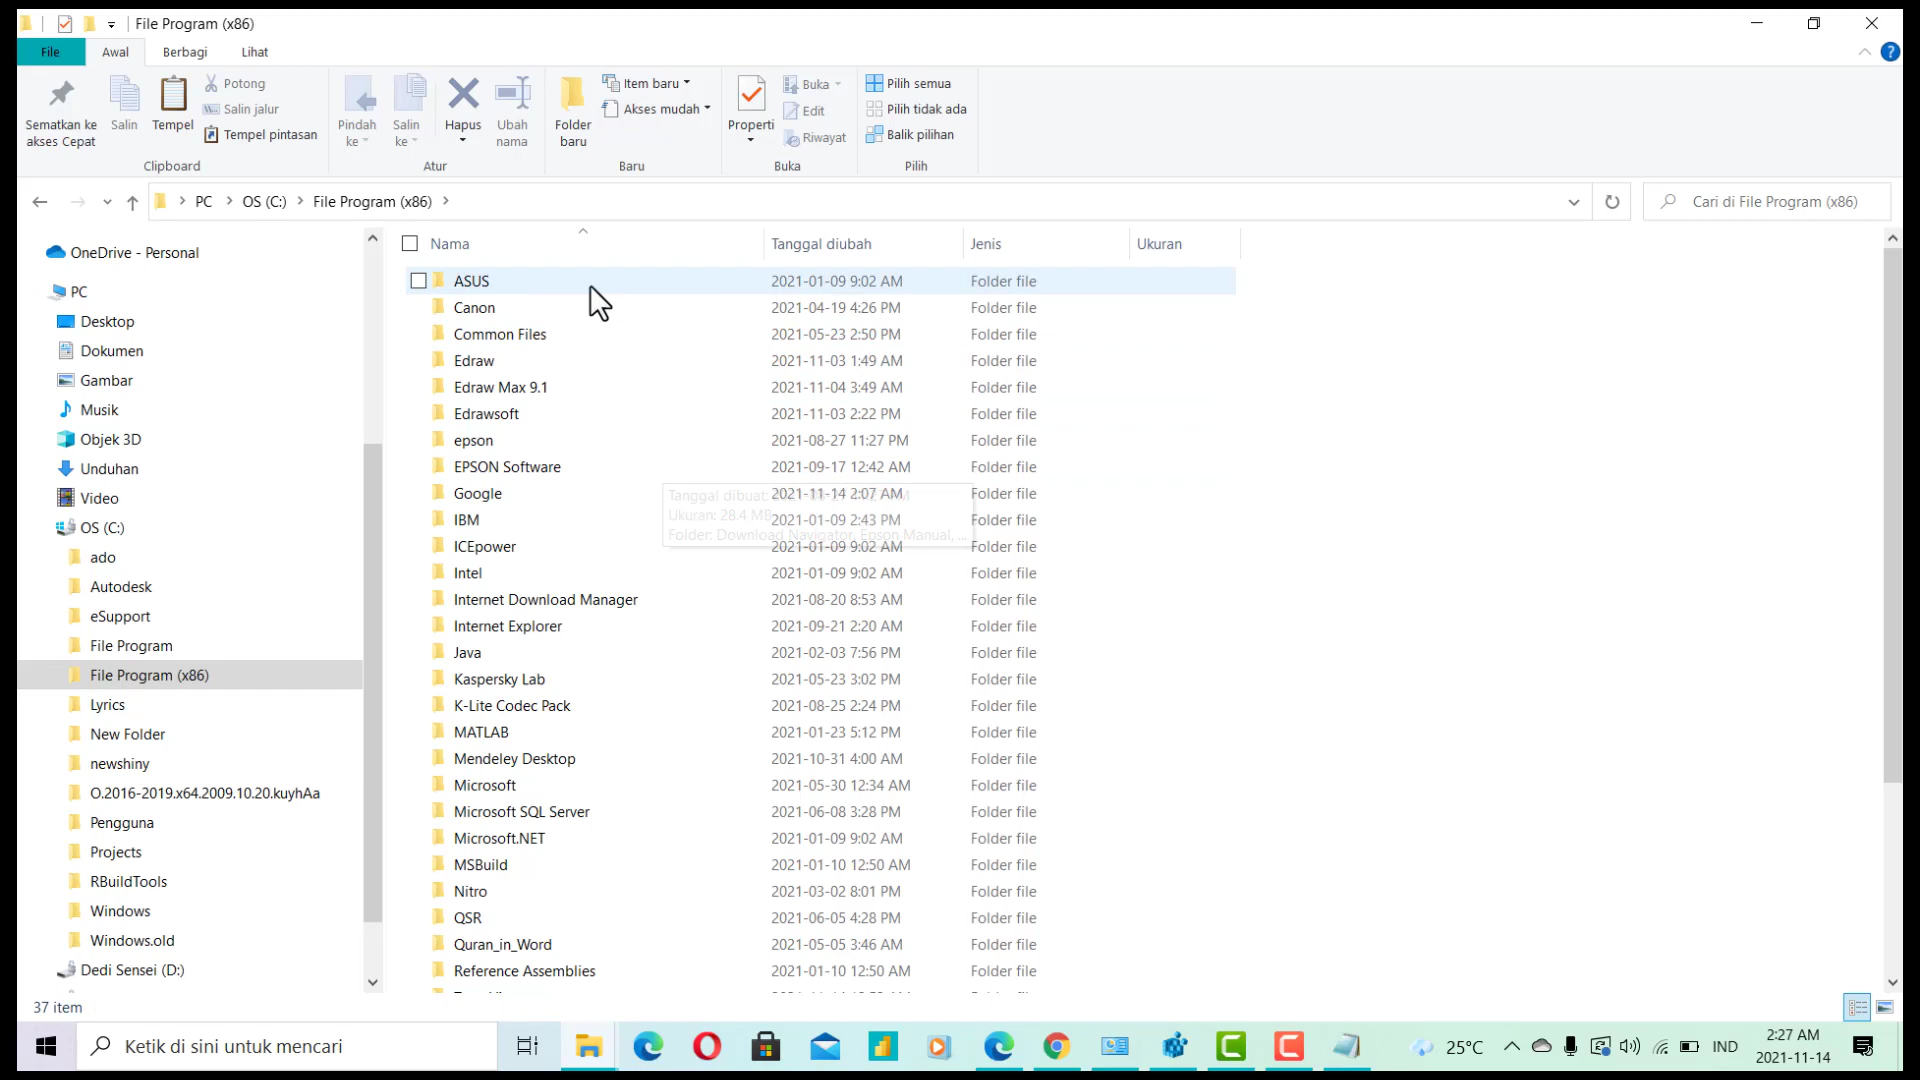 File Program (x86)
File
Awal
Berbagi
Lihat
Sematkan ke
akses Cepat
Salin
Tempel
Potong
Salin jalur
Tempel pintasan
Clipboard
Pindah
ke
Salin
ke
Hapus
Ubah
nama
Atur
Folder
baru
Item baru
Akses mudah
Baru
Properti
Buka
Edit
Riwayat
Buka
Pilih semua
Pilih tidak ada
Balik pilihan
Pilih
PC
OS (C:)
File Program (x86)
Cari di File Program (x86)
OneDrive - Personal
PC
Desktop
Dokumen
Gambar
Musik
Objek 3D
Unduhan
Video
OS (C:)
ado
Autodesk
eSupport
File Program
File Program (x86)
Lyrics
New Folder
newshiny
O.2016-2019.x64.2009.10.20.kuyhAa
Pengguna
Projects
RBuildTools
Windows
Windows.old
Dedi Sensei (D:)
Nama Tanggal diubah Jenis Ukuran
ASUS 2021-01-09 9:02 AM Folder file
Canon 2021-04-19 4:26 PM Folder file
Common Files 2021-05-23 2:50 PM Folder file
Edraw 2021-11-03 1:49 AM Folder file
Edraw Max 9.1 2021-11-04 3:49 AM Folder file
Edrawsoft 2021-11-03 2:22 PM Folder file
epson 2021-08-27 11:27 PM Folder file
EPSON Software 2021-09-17 12:42 AM Folder file
Google 2021-11-14 2:07 AM Folder file
IBM 2021-01-09 2:43 PM Folder file
ICEpower 2021-01-09 9:02 AM Folder file
Intel 2021-01-09 9:02 AM Folder file
Internet Download Manager 2021-08-20 8:53 AM Folder file
Internet Explorer 2021-09-21 2:20 AM Folder file
Java 2021-02-03 7:56 PM Folder file
Kaspersky Lab 2021-05-23 3:02 PM Folder file
K-Lite Codec Pack 2021-08-25 2:24 PM Folder file
MATLAB 2021-01-23 5:12 PM Folder file
Mendeley Desktop 2021-10-31 4:00 AM Folder file
Microsoft 2021-05-30 12:34 AM Folder file
Microsoft SQL Server 2021-06-08 3:28 PM Folder file
Microsoft.NET 2021-01-09 9:02 AM Folder file
MSBuild 2021-01-10 12:50 AM Folder file
Nitro 2021-03-02 8:01 PM Folder file
QSR 2021-06-05 4:28 PM Folder file
Quran_in_Word 2021-05-05 3:46 AM Folder file
Reference Assemblies 2021-01-10 12:50 AM Folder file
Tanggal dibuat:
Ukuran: 28.4 MB
Folder: Download Navigator, Epson Manual, ...
37 item
Ketik di sini untuk mencari
25°C
IND
2:27 AM
2021-11-14